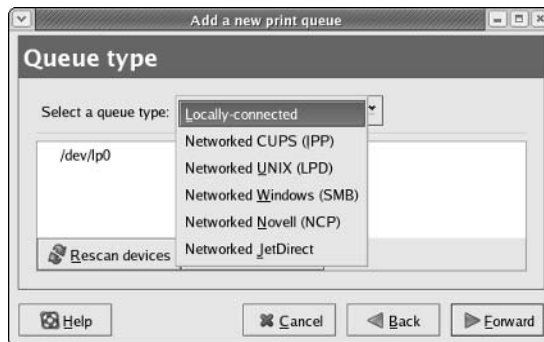 Add a new print queue
Queue type
Select a queue type:
Locally-connected
Networked CUPS (IPP)
Networked UNIX (LPD)
Networked Windows (SMB)
Networked Novell (NCP)
Networked JetDirect
/dev/lp0
Rescan devices
Help
Cancel
Back
Forward